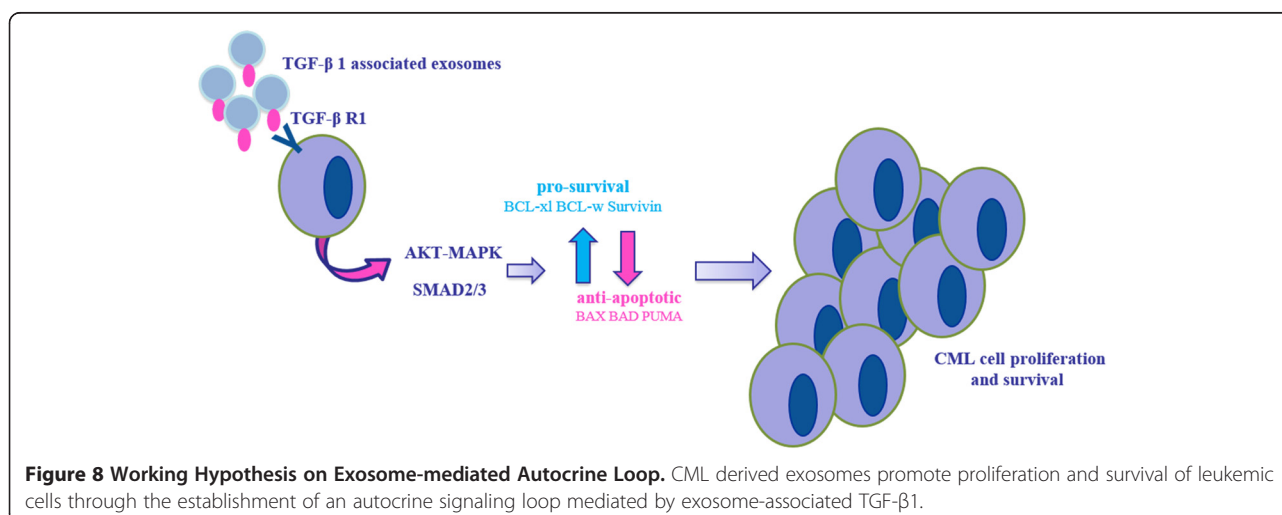 TGF-β 1 associated exosomes
TGF-β R1
pro-survival
BCL-xl BCL-w Survivin
AKT-MAPK
SMAD2/3
anti-apoptotic
BAX BAD PUMA
CML cell proliferation
and survival
Figure 8 Working Hypothesis on Exosome-mediated Autocrine Loop. CML derived exosomes promote proliferation and survival of leukemic
cells through the establishment of an autocrine signaling loop mediated by exosome-associated TGF-β1.